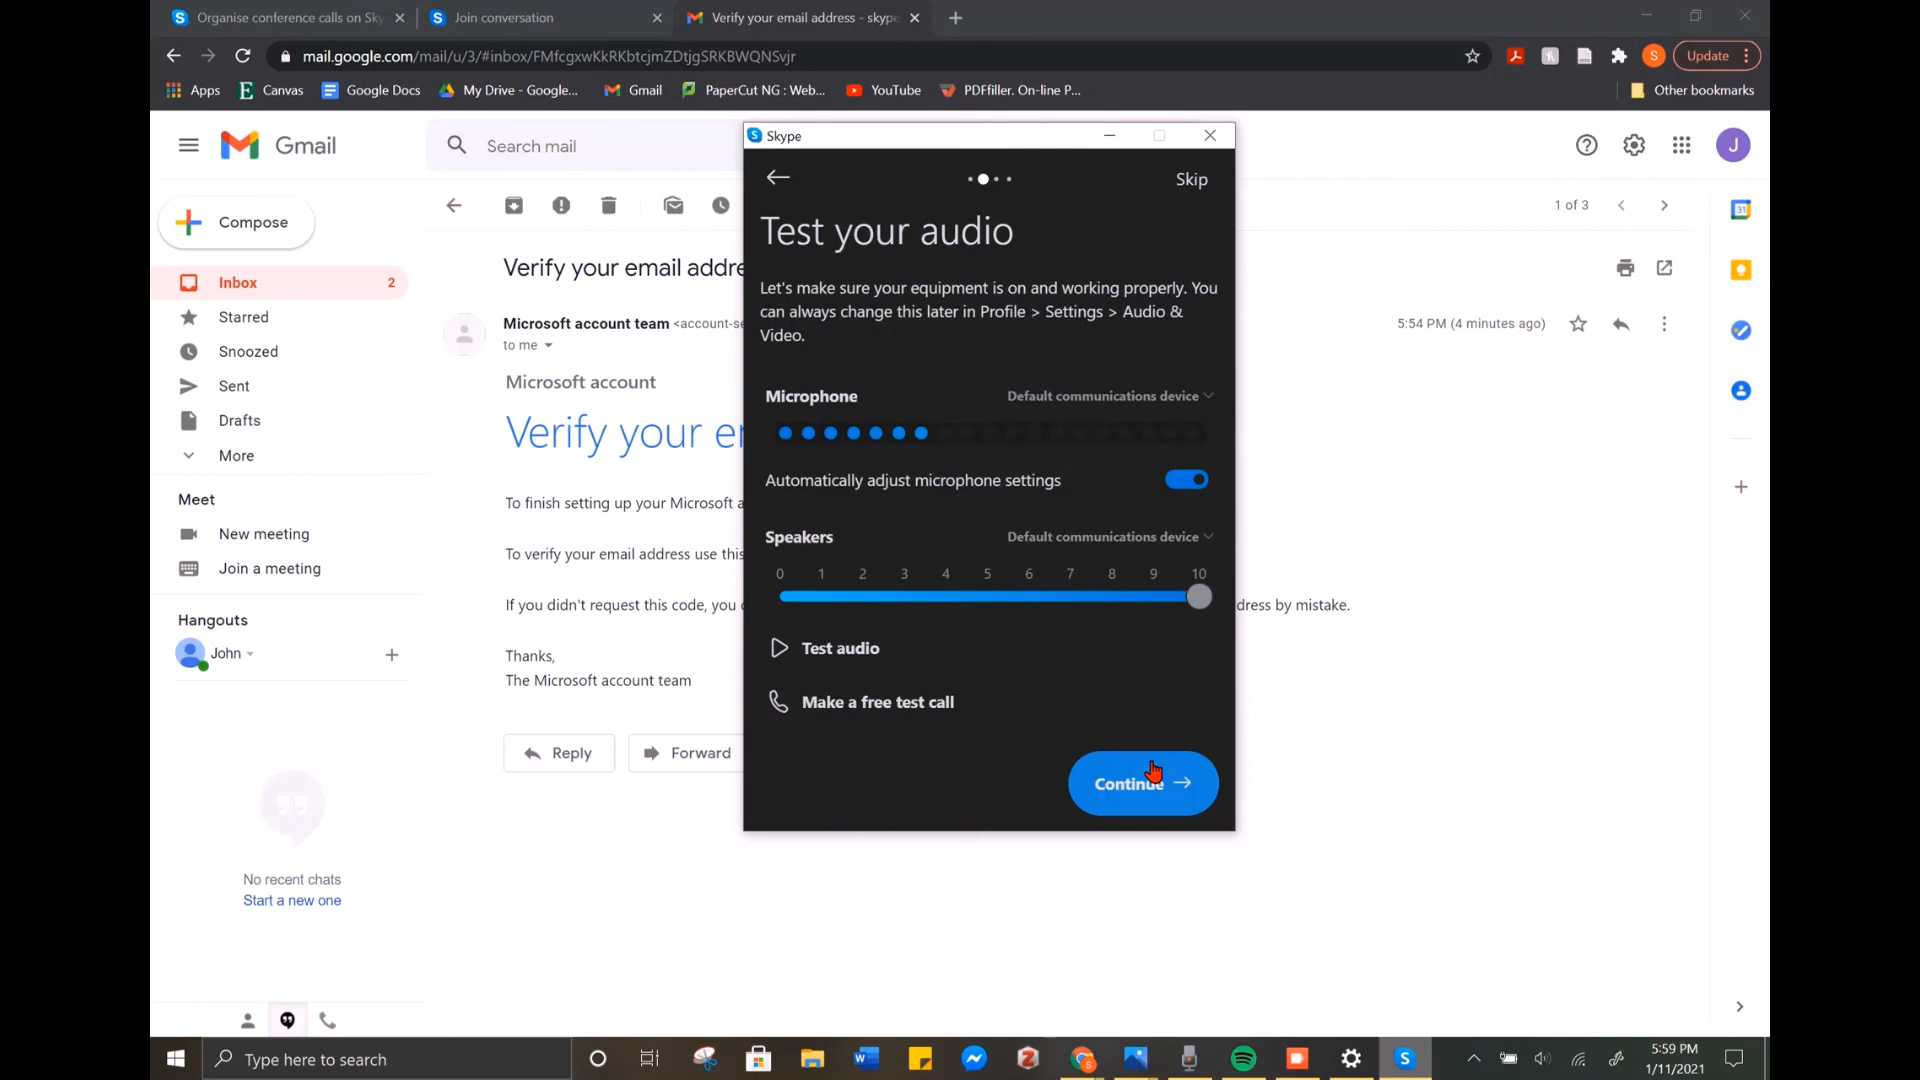 Organise conference calls on Sky
Join conversation
Verify your email address - skype
mail.google.com/mail/u/3/#inbox/FMfcgxwKkRKbtcjmZDtjgSRKBWQNSvjr
Update
Apps
Canvas
Google Docs
My Drive - Google...
Gmail
PaperCut NG : Web...
YouTube
PDFfiller. On-line P...
Other bookmarks
Gmail
Search mail
J
Compose
1 of 3
Inbox 2
Starred
Snoozed
Sent
Drafts
More
Meet
New meeting
Join a meeting
Hangouts
John
No recent chats
Start a new one
Verify your email addre
Microsoft account team <account-se
to me
5:54 PM (4 minutes ago)
Microsoft account
Verify your e
To finish setting up your Microsoft a
To verify your email address use this
If you didn't request this code, you
dress by mistake.
Thanks,
The Microsoft account team
Reply
Forward
Skype
Skip
Test your audio
Let's make sure your equipment is on and working properly. You
can always change this later in Profile > Settings > Audio &
Video.
Microphone
Default communications device
Automatically adjust microphone settings
Speakers
Default communications device
0 1 2 3 4 5 6 7 8 9 10
Test audio
Make a free test call
Continue
Type here to search
5:59 PM
1/11/2021